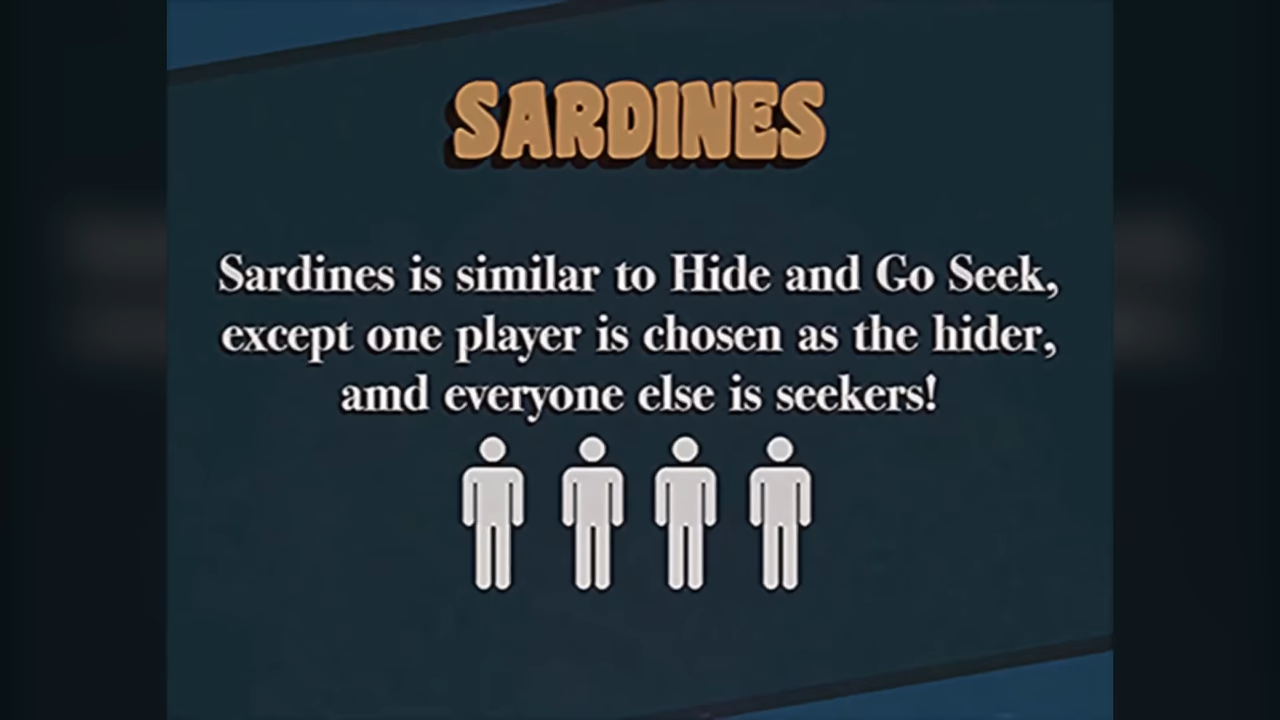 SARDINES
Sardines is similar to Hide and Go Seek,
except one player is chosen as the hider,
amd everyone else is seekers!